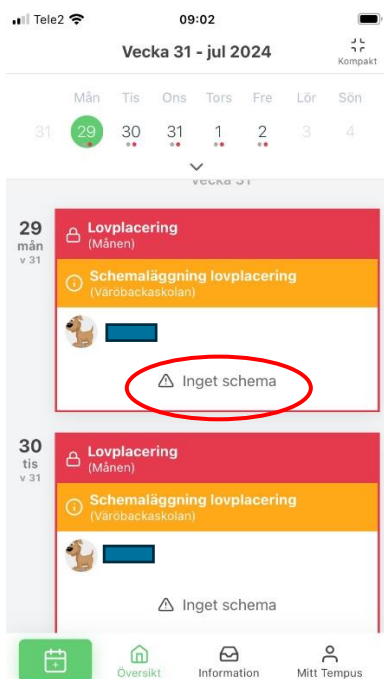 Tele2 09:02
Vecka 31 - jul 2024
Kompakt
Mån Tis Ons Tors Fre Lör Sön
31 29 30 31 1 2 3 4
Vecka 31
29 Lovplacering
mån (Månen)
v 31
Schemaläggning lovplacering
(Väröbackaskolan)
Inget schema
30 Lovplacering
tis (Månen)
v 31
Schemaläggning lovplacering
(Väröbackaskolan)
Inget schema
Översikt Information Mitt Tempus